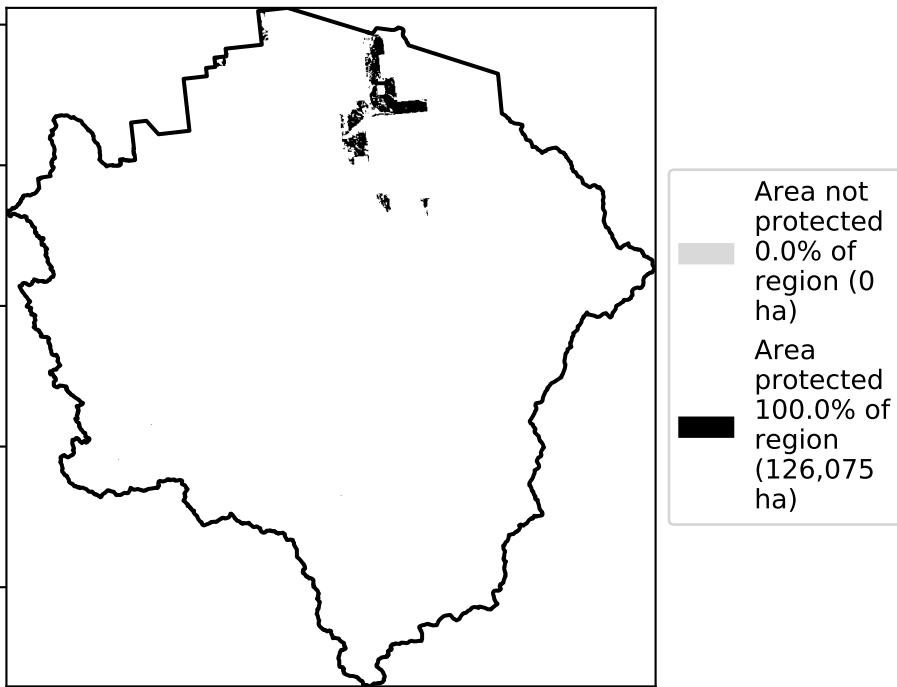 Area not
protected
0.0% of
region (0
ha)
Area
protected
100.0% of
region
(126,075
ha)